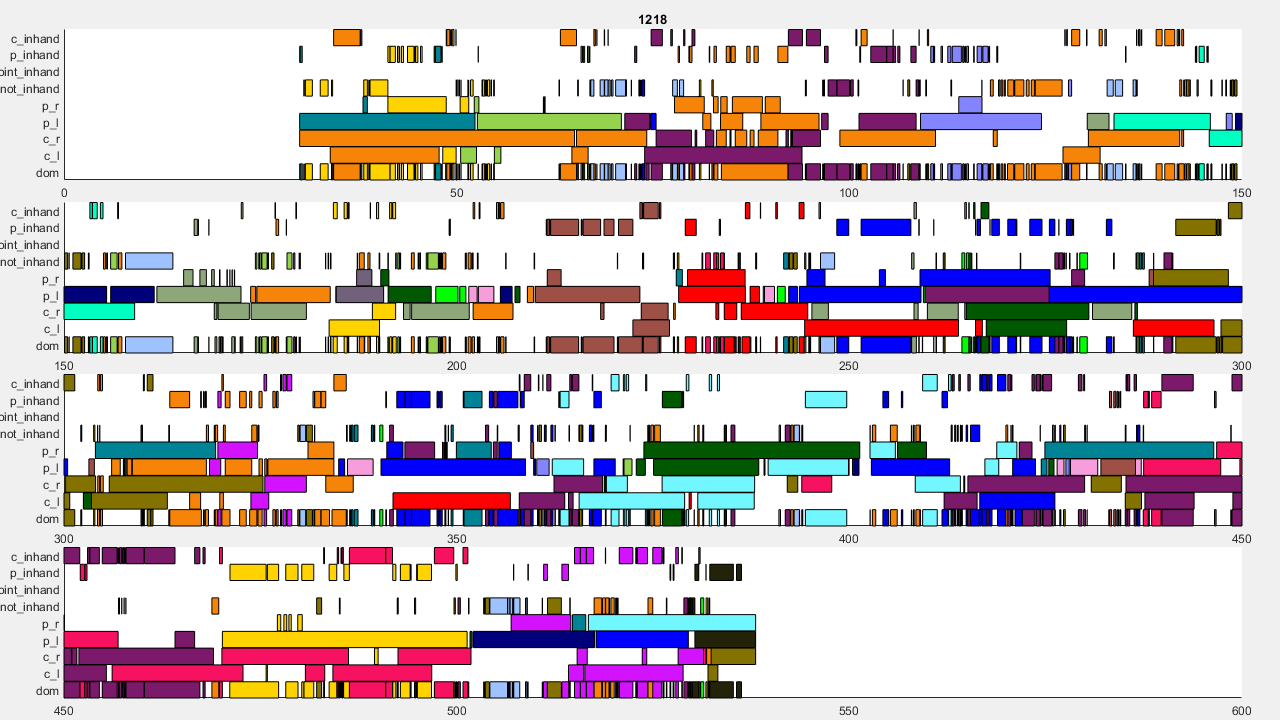 1218
c_inhand
p_inhand
oint_inhand
not_inhand
p_r
p_l
c_r
c_l
dom
0 50 100 150
c_inhand
p_inhand
oint_inhand
not_inhand
p_r
p_l
c_r
c_l
dom
150 200 250 300
c_inhand
p_inhand
oint_inhand
not_inhand
p_r
p_l
c_r
c_l
dom
300 350 400 450
c_inhand
p_inhand
oint_inhand
not_inhand
p_r
p_l
c_r
c_l
dom
450 500 550 600